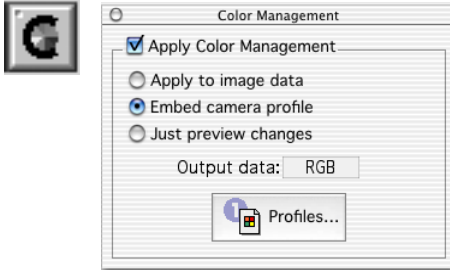 C
Color Management
Apply Color Management
Apply to image data
Embed camera profile
Just preview changes
Output data: RGB
1
Profiles...